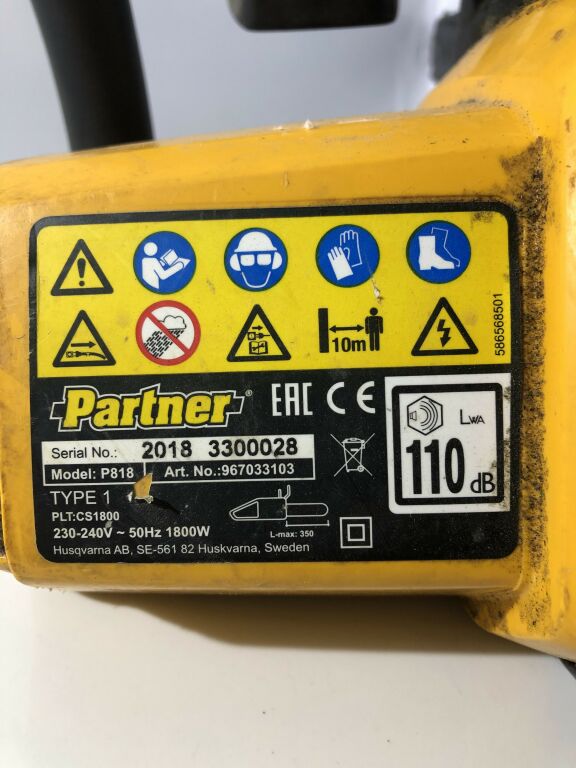 10m
586568501
Partner®
EAC CE
Serial No.: 2018 3300028
Model: P818 Art. No.:967033103
TYPE 1
PLT:CS1800
230-240V ~ 50Hz 1800W
L-max: 350
Husqvarna AB, SE-561 82 Huskvarna, Sweden
LWA
110 dB